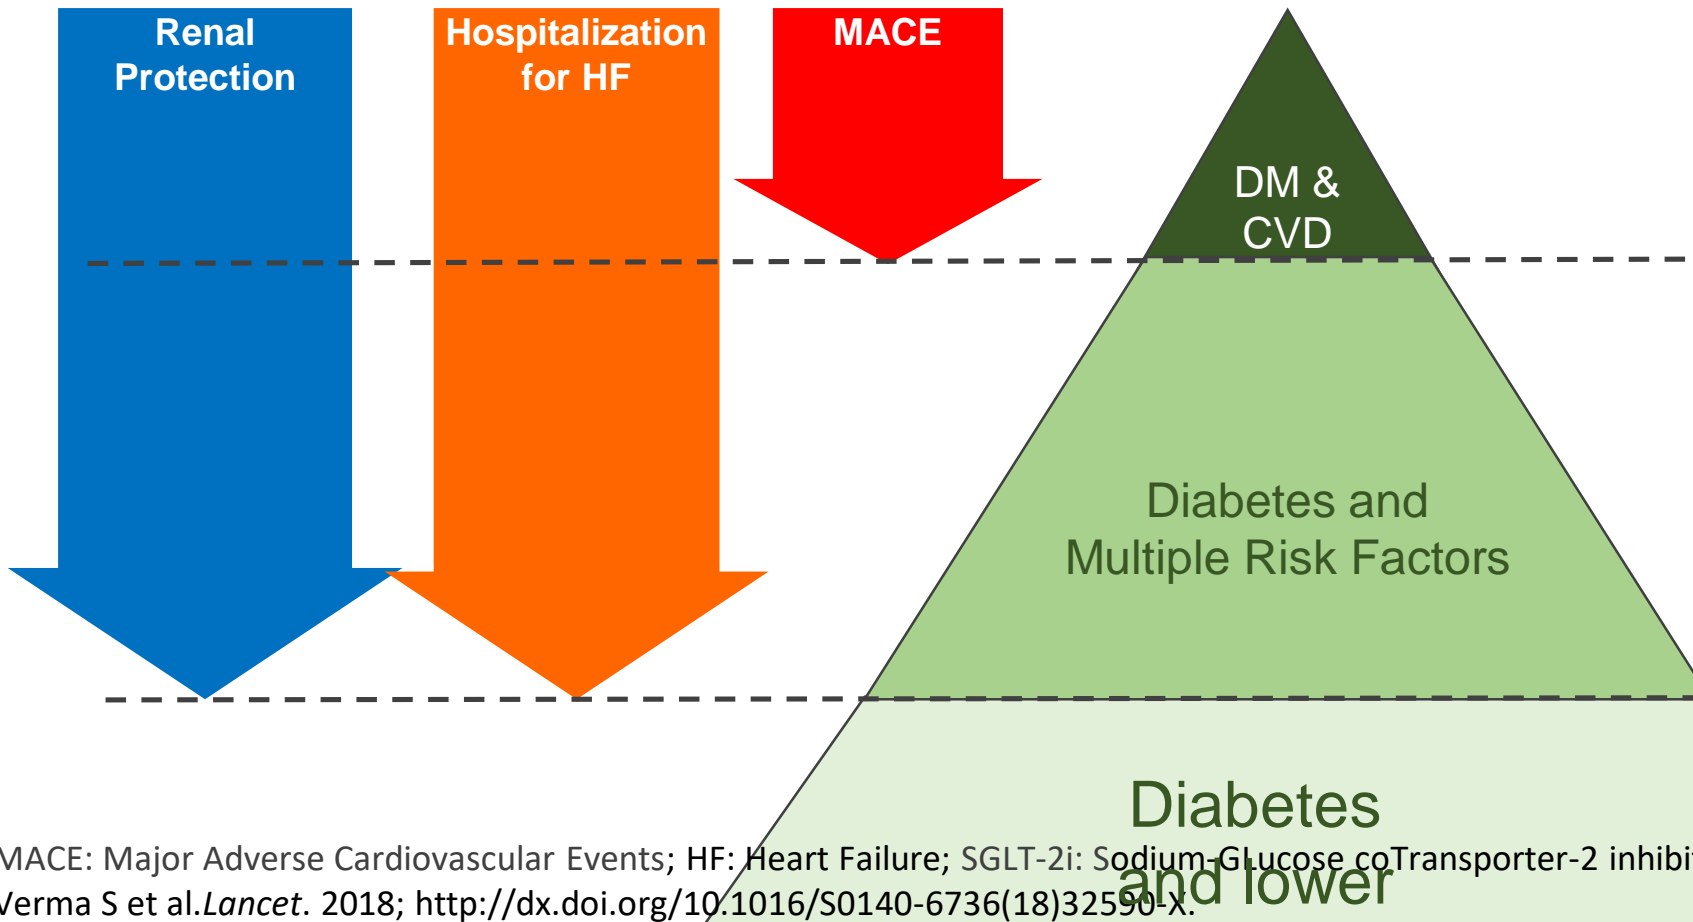 Renal
Protection
Hospitalization
for HF
MACE
DM &
CVD
Diabetes and
Multiple Risk Factors
Diabetes
and lower
MACE: Major Adverse Cardiovascular Events; HF: Heart Failure; SGLT-2i: Sodium-GLucose coTransporter-2 inhibit
Verma S et al.Lancet. 2018; http://dx.doi.org/10.1016/S0140-6736(18)32590-X.